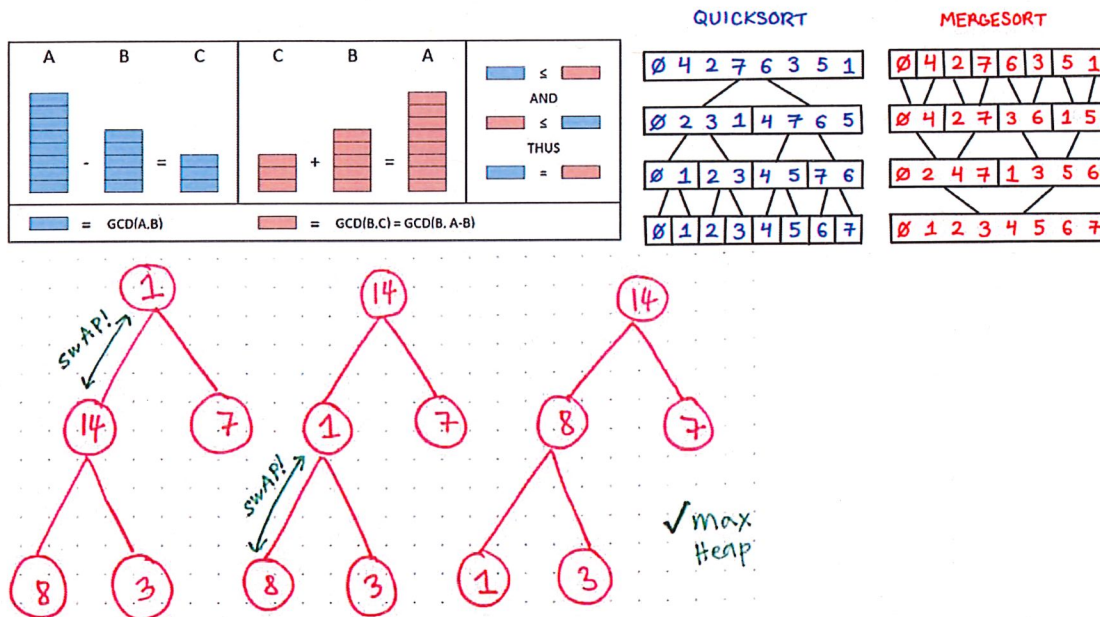 QUICKSORT
MERGESORT
A B C
C B A
- =
+ =
≤
AND
≤
THUS
=
= GCD(A,B)
= GCD(B,C) = GCD(B, A-B)
Ø 4 2 7 6 3 5 1
Ø 2 3 1 4 7 6 5
Ø 1 2 3 4 5 7 6
Ø 1 2 3 4 5 6 7
Ø 4 2 7 6 3 5 1
Ø 4 2 7 3 6 1 5
Ø 2 4 7 1 3 5 6
Ø 1 2 3 4 5 6 7
1
SWAP!
14 7
8 3
14
1 7
SWAP!
8 3
14
8 7
1 3
✓ max
Heap